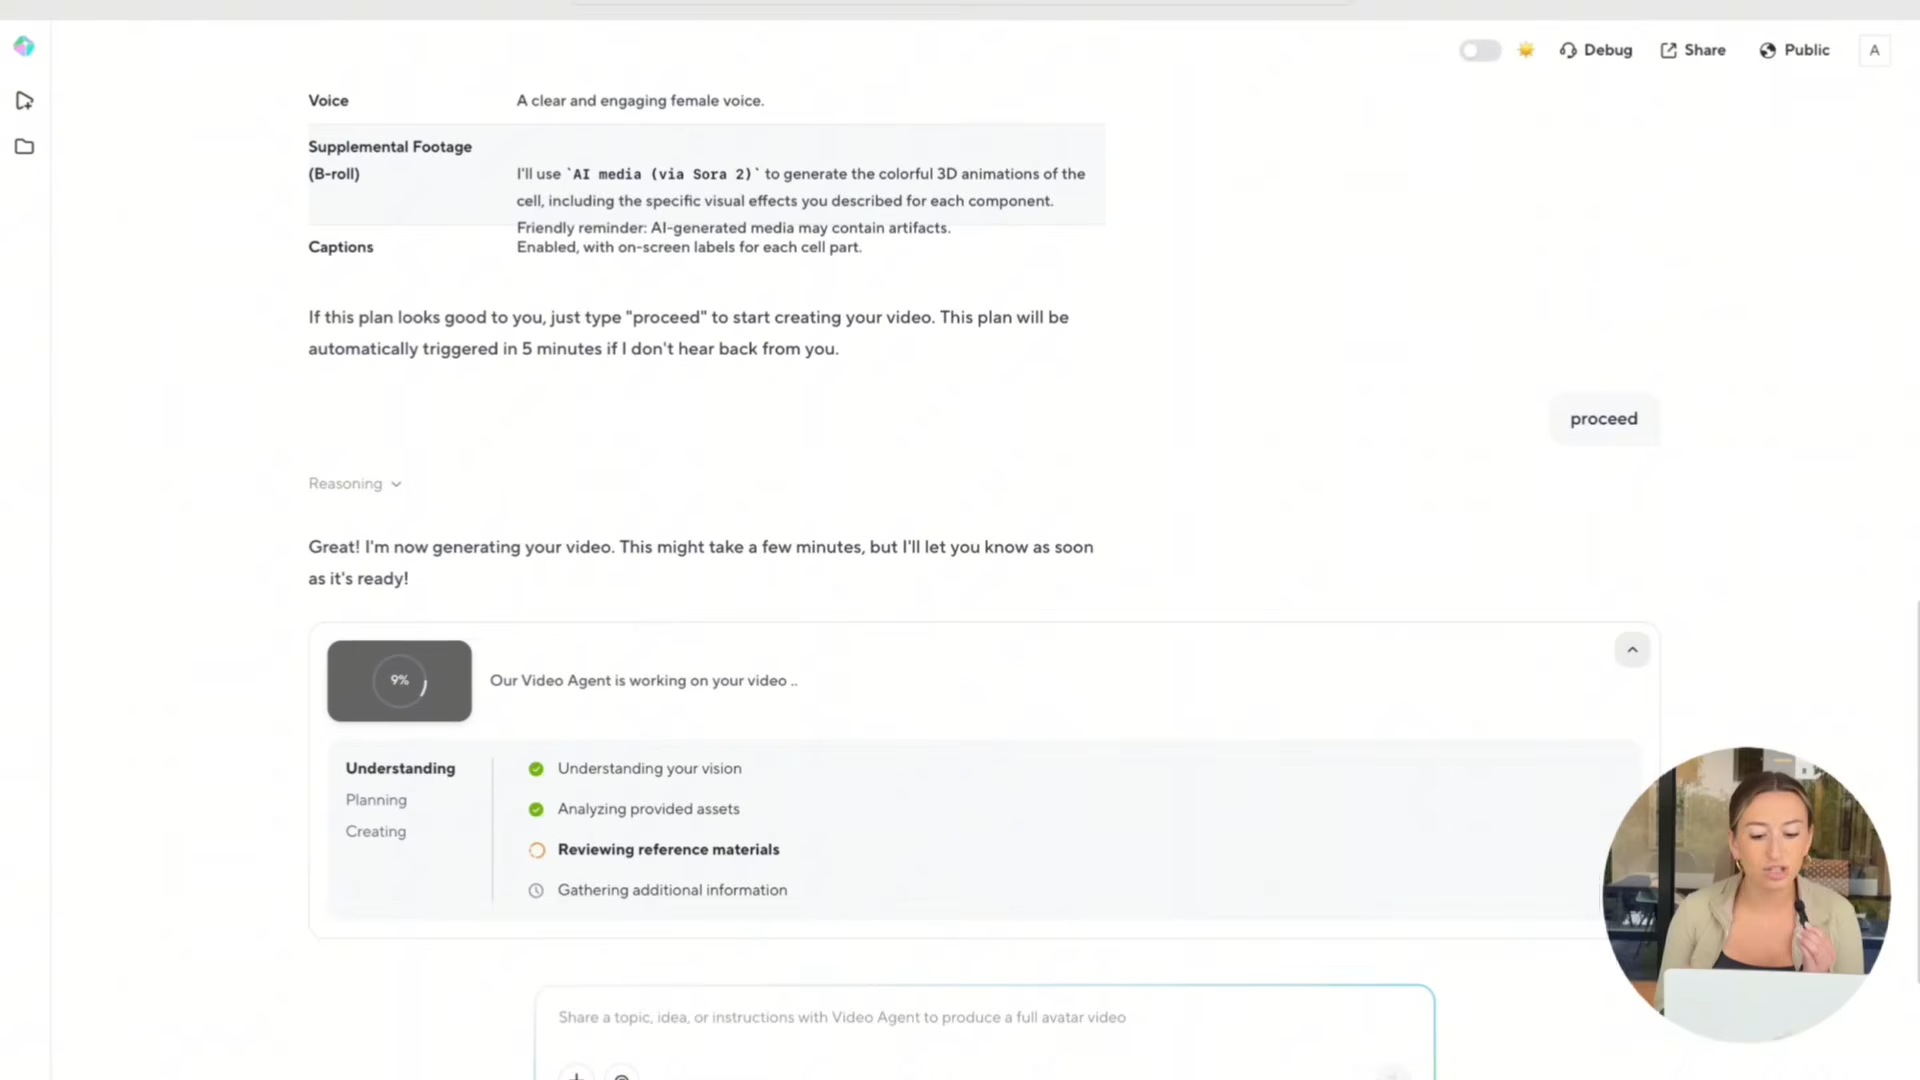 Debug
Share
Public
A
Voice
A clear and engaging female voice.
Supplemental Footage
(B-roll)
I'll use `AI media (via Sora 2)` to generate the colorful 3D animations of the
cell, including the specific visual effects you described for each component.
Friendly reminder: AI-generated media may contain artifacts.
Captions
Enabled, with on-screen labels for each cell part.
If this plan looks good to you, just type "proceed" to start creating your video. This plan will be
automatically triggered in 5 minutes if I don't hear back from you.
proceed
Reasoning
Great! I'm now generating your video. This might take a few minutes, but I'll let you know as soon
as it's ready!
9%
Our Video Agent is working on your video ..
Understanding
Planning
Creating
Understanding your vision
Analyzing provided assets
Reviewing reference materials
Gathering additional information
Share a topic, idea, or instructions with Video Agent to produce a full avatar video